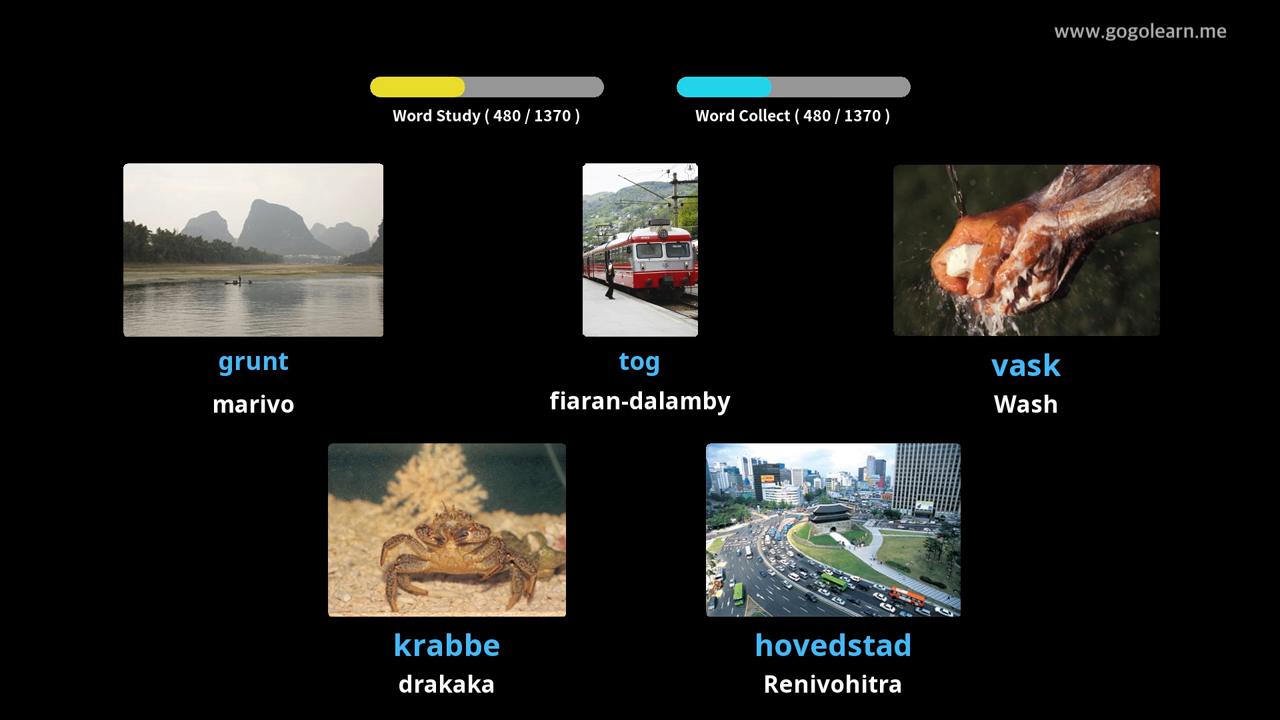 www.gogolearn.me
Word Study ( 480 / 1370 )
Word Collect ( 480 / 1370 )
grunt
marivo
tog
fiaran-dalamby
vask
Wash
krabbe
drakaka
hovedstad
Renivohitra